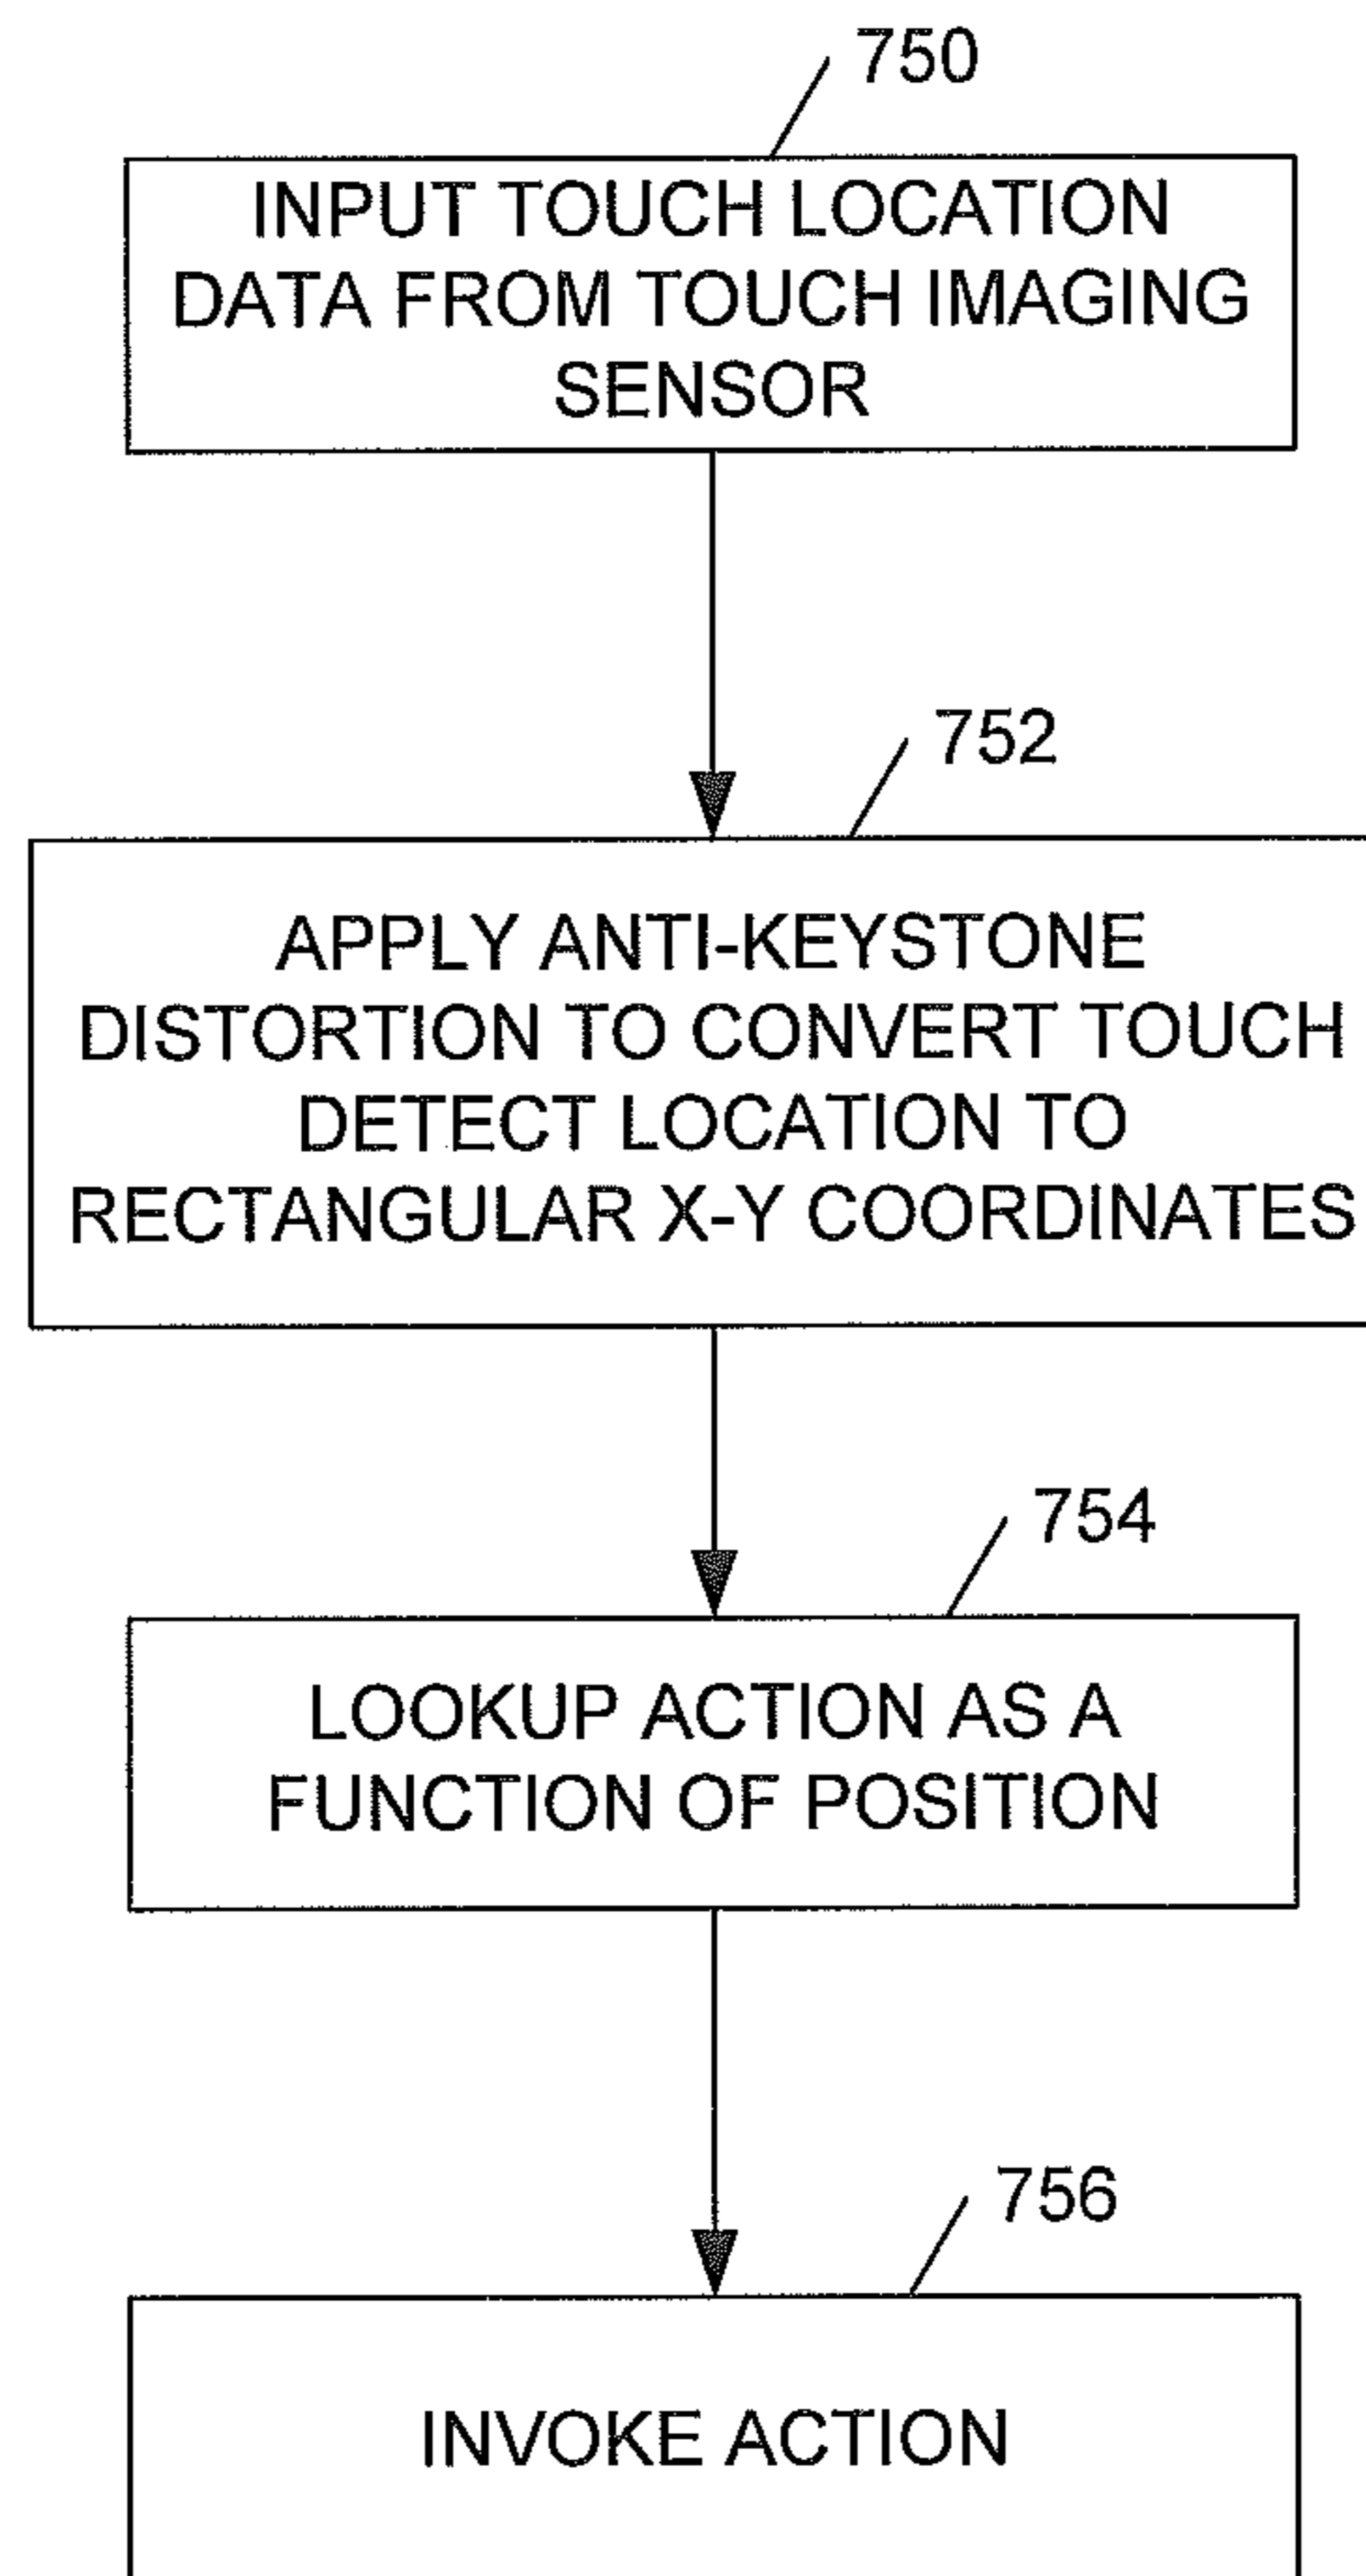 750
INPUT TOUCH LOCATION
DATA FROM TOUCH IMAGING
SENSOR
752
APPLY ANTI-KEYSTONE
DISTORTION TO CONVERT TOUCH
DETECT LOCATION TO
RECTANGULAR X-Y COORDINATES
754
LOOKUP ACTION AS A
FUNCTION OF POSITION
756
INVOKE ACTION